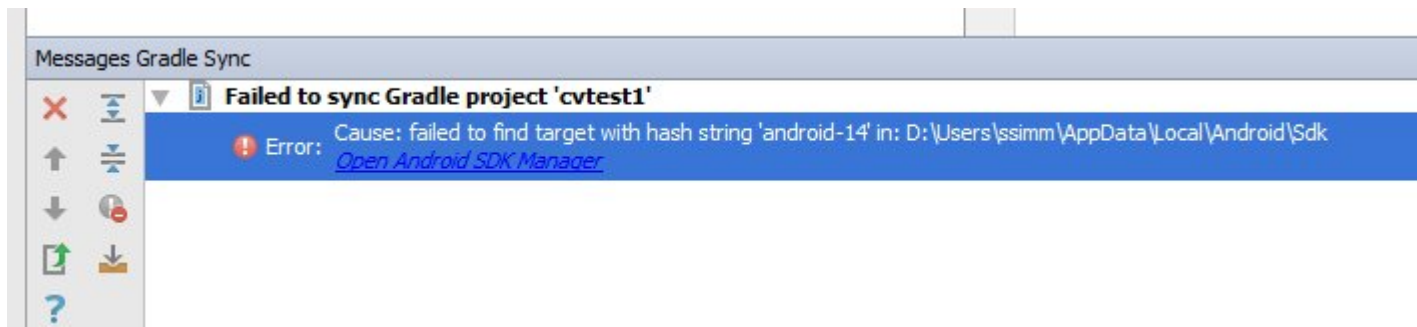 Messages Gradle Sync
Failed to sync Gradle project 'cvtest1'
Error: Cause: failed to find target with hash string 'android-14' in: D:\Users\ssimm\AppData\Local\Android\Sdk
Open Android SDK Manager